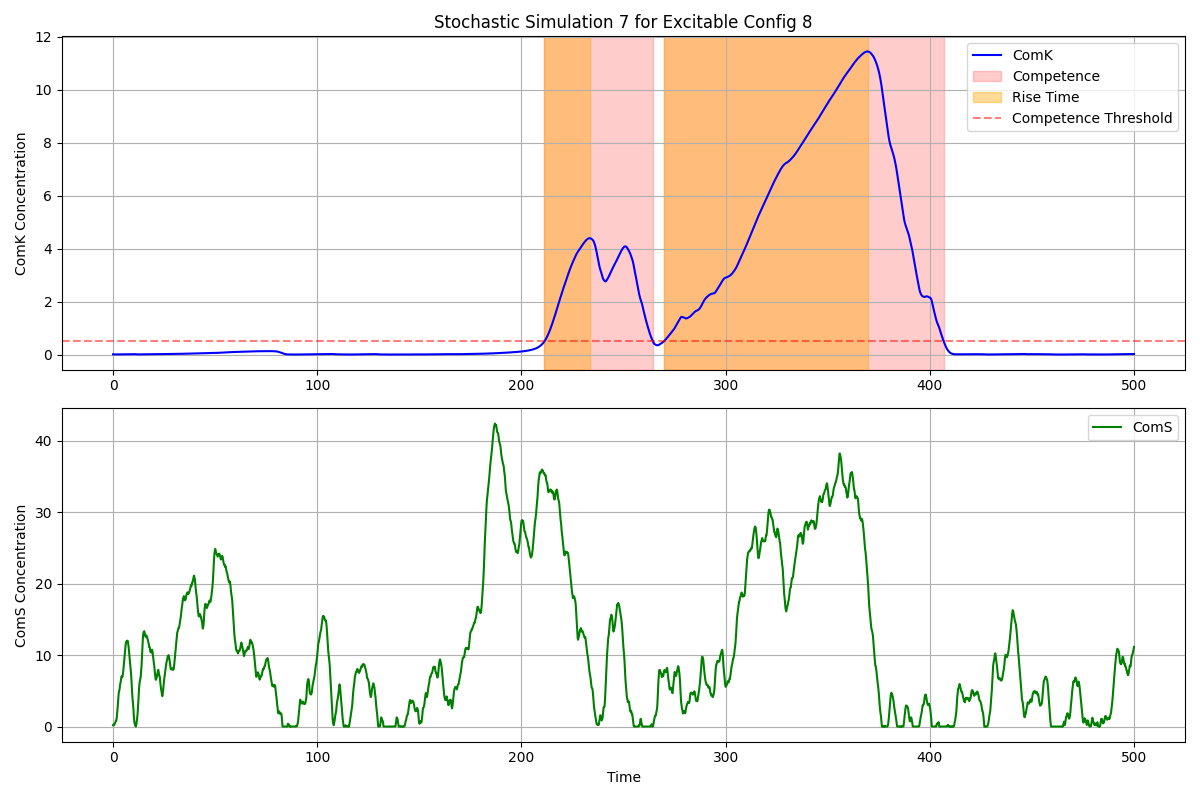 Stochastic Simulation 7 for Excitable Config 8
ComK Concentration
12
10
8
6
4
2
0
ComK
Competence
Rise Time
Competence Threshold
0 100 200 300 400 500
ComS Concentration
40
30
20
10
0
ComS
0 100 200 300 400 500
Time